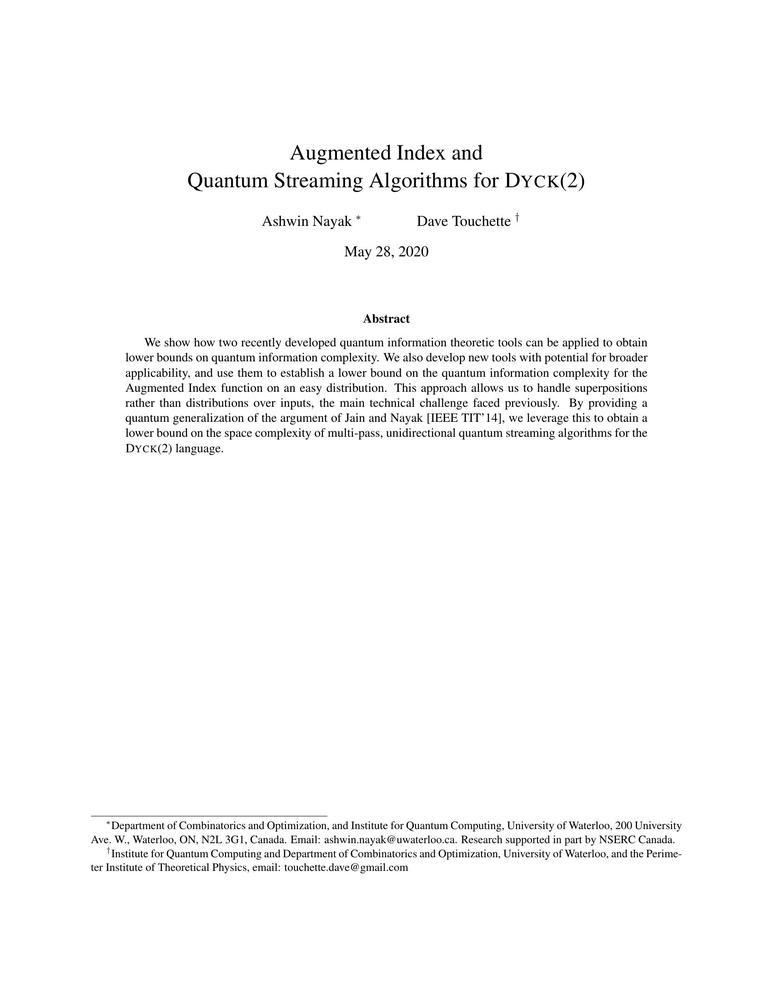 Augmented Index and
Quantum Streaming Algorithms for DYCK(2)
Ashwin Nayak * Dave Touchette †
May 28, 2020
Abstract
We show how two recently developed quantum information theoretic tools can be applied to obtain
lower bounds on quantum information complexity. We also develop new tools with potential for broader
applicability, and use them to establish a lower bound on the quantum information complexity for the
Augmented Index function on an easy distribution. This approach allows us to handle superpositions
rather than distributions over inputs, the main technical challenge faced previously. By providing a
quantum generalization of the argument of Jain and Nayak [IEEE TIT’14], we leverage this to obtain a
lower bound on the space complexity of multi-pass, unidirectional quantum streaming algorithms for the
DYCK(2) language.
*Department of Combinatorics and Optimization, and Institute for Quantum Computing, University of Waterloo, 200 University
Ave. W., Waterloo, ON, N2L 3G1, Canada. Email: ashwin.nayak@uwaterloo.ca. Research supported in part by NSERC Canada.
†Institute for Quantum Computing and Department of Combinatorics and Optimization, University of Waterloo, and the Perime-
ter Institute of Theoretical Physics, email: touchette.dave@gmail.com